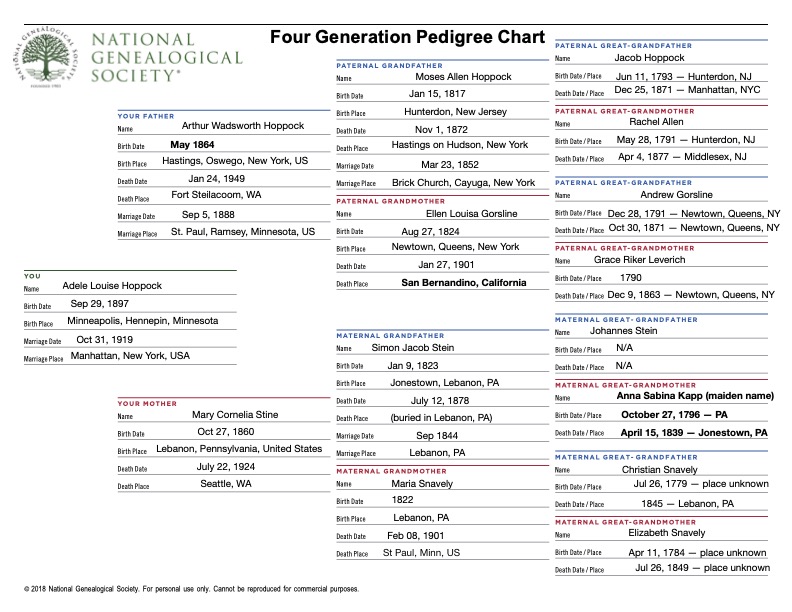 NATIONAL GENEALOGICAL SOCIETY
NATIONAL
GENEALOGICAL
SOCIETY®
Four Generation Pedigree Chart
YOU
Name Adele Louise Hoppock
Birth Date Sep 29, 1897
Birth Place Minneapolis, Hennepin, Minnesota
Marriage Date Oct 31, 1919
Marriage Place Manhattan, New York, USA
YOUR FATHER
Name Arthur Wadsworth Hoppock
Birth Date May 1864
Birth Place Hastings, Oswego, New York, US
Death Date Jan 24, 1949
Death Place Fort Steilacoom, WA
Marriage Date Sep 5, 1888
Marriage Place St. Paul, Ramsey, Minnesota, US
YOUR MOTHER
Name Mary Cornelia Stine
Birth Date Oct 27, 1860
Birth Place Lebanon, Pennsylvania, United States
Death Date July 22, 1924
Death Place Seattle, WA
PATERNAL GRANDFATHER
Name Moses Allen Hoppock
Birth Date Jan 15, 1817
Birth Place Hunterdon, New Jersey
Death Date Nov 1, 1872
Death Place Hastings on Hudson, New York
Marriage Date Mar 23, 1852
Marriage Place Brick Church, Cayuga, New York
PATERNAL GRANDMOTHER
Name Ellen Louisa Gorsline
Birth Date Aug 27, 1824
Birth Place Newtown, Queens, New York
Death Date Jan 27, 1901
Death Place San Bernandino, California
MATERNAL GRANDFATHER
Name Simon Jacob Stein
Birth Date Jan 9, 1823
Birth Place Jonestown, Lebanon, PA
Death Date July 12, 1878
Death Place (buried in Lebanon, PA)
Marriage Date Sep 1844
Marriage Place Lebanon, PA
MATERNAL GRANDMOTHER
Name Maria Snavely
Birth Date 1822
Birth Place Lebanon, PA
Death Date Feb 08, 1901
Death Place St Paul, Minn, US
PATERNAL GREAT-GRANDFATHER
Name Jacob Hoppock
Birth Date / Place Jun 11, 1793 — Hunterdon, NJ
Death Date / Place Dec 25, 1871 — Manhattan, NYC
PATERNAL GREAT-GRANDMOTHER
Name Rachel Allen
Birth Date / Place May 28, 1791 — Hunterdon, NJ
Death Date / Place Apr 4, 1877 — Middlesex, NJ
PATERNAL GREAT-GRANDFATHER
Name Andrew Gorsline
Birth Date / Place Dec 28, 1791 — Newtown, Queens, NY
Death Date / Place Oct 30, 1871 — Newtown, Queens, NY
PATERNAL GREAT-GRANDMOTHER
Name Grace Riker Leverich
Birth Date / Place 1790
Death Date / Place Dec 9, 1863 — Newtown, Queens, NY
MATERNAL GREAT- GRANDFATHER
Name Johannes Stein
Birth Date / Place N/A
Death Date / Place N/A
MATERNAL GREAT-GRANDMOTHER
Name Anna Sabina Kapp (maiden name)
Birth Date / Place October 27, 1796 — PA
Death Date / Place April 15, 1839 — Jonestown, PA
MATERNAL GREAT-GRANDFATHER
Name Christian Snavely
Birth Date / Place Jul 26, 1779 — place unknown
Death Date / Place 1845 — Lebanon, PA
MATERNAL GREAT-GRANDMOTHER
Name Elizabeth Snavely
Birth Date / Place Apr 11, 1784 — place unknown
Death Date / Place Jul 26, 1849 — place unknown
© 2018 National Genealogical Society. For personal use only. Cannot be reproduced for commercial purposes.